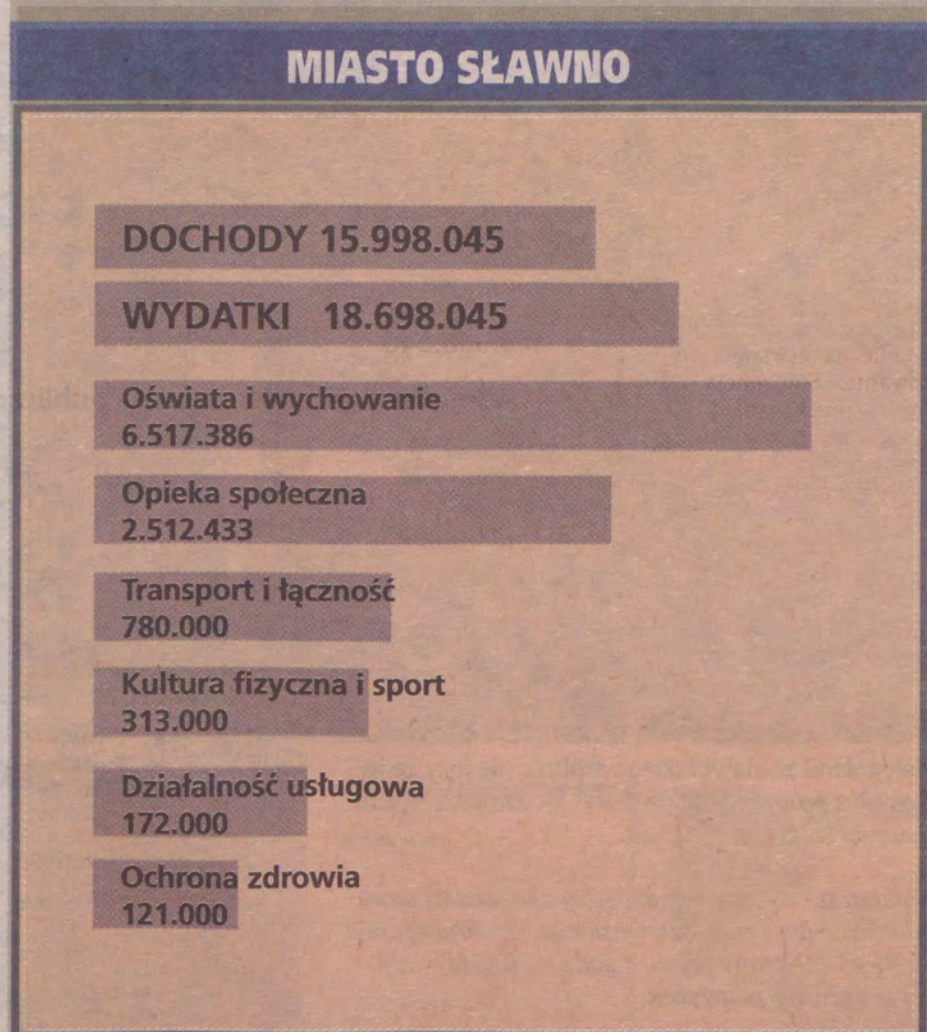 MIASTO SŁAWNO
DOCHODY 15.998.045
WYDATKI 18.698.045
Oświata i wychowanie
6.517.386
Opieka społeczna
2.512.433
Transport i łączność
780.000
Kultura fizyczna i sport
313.000
Działalność usługowa
172.000
Ochrona zdrowia
121.000